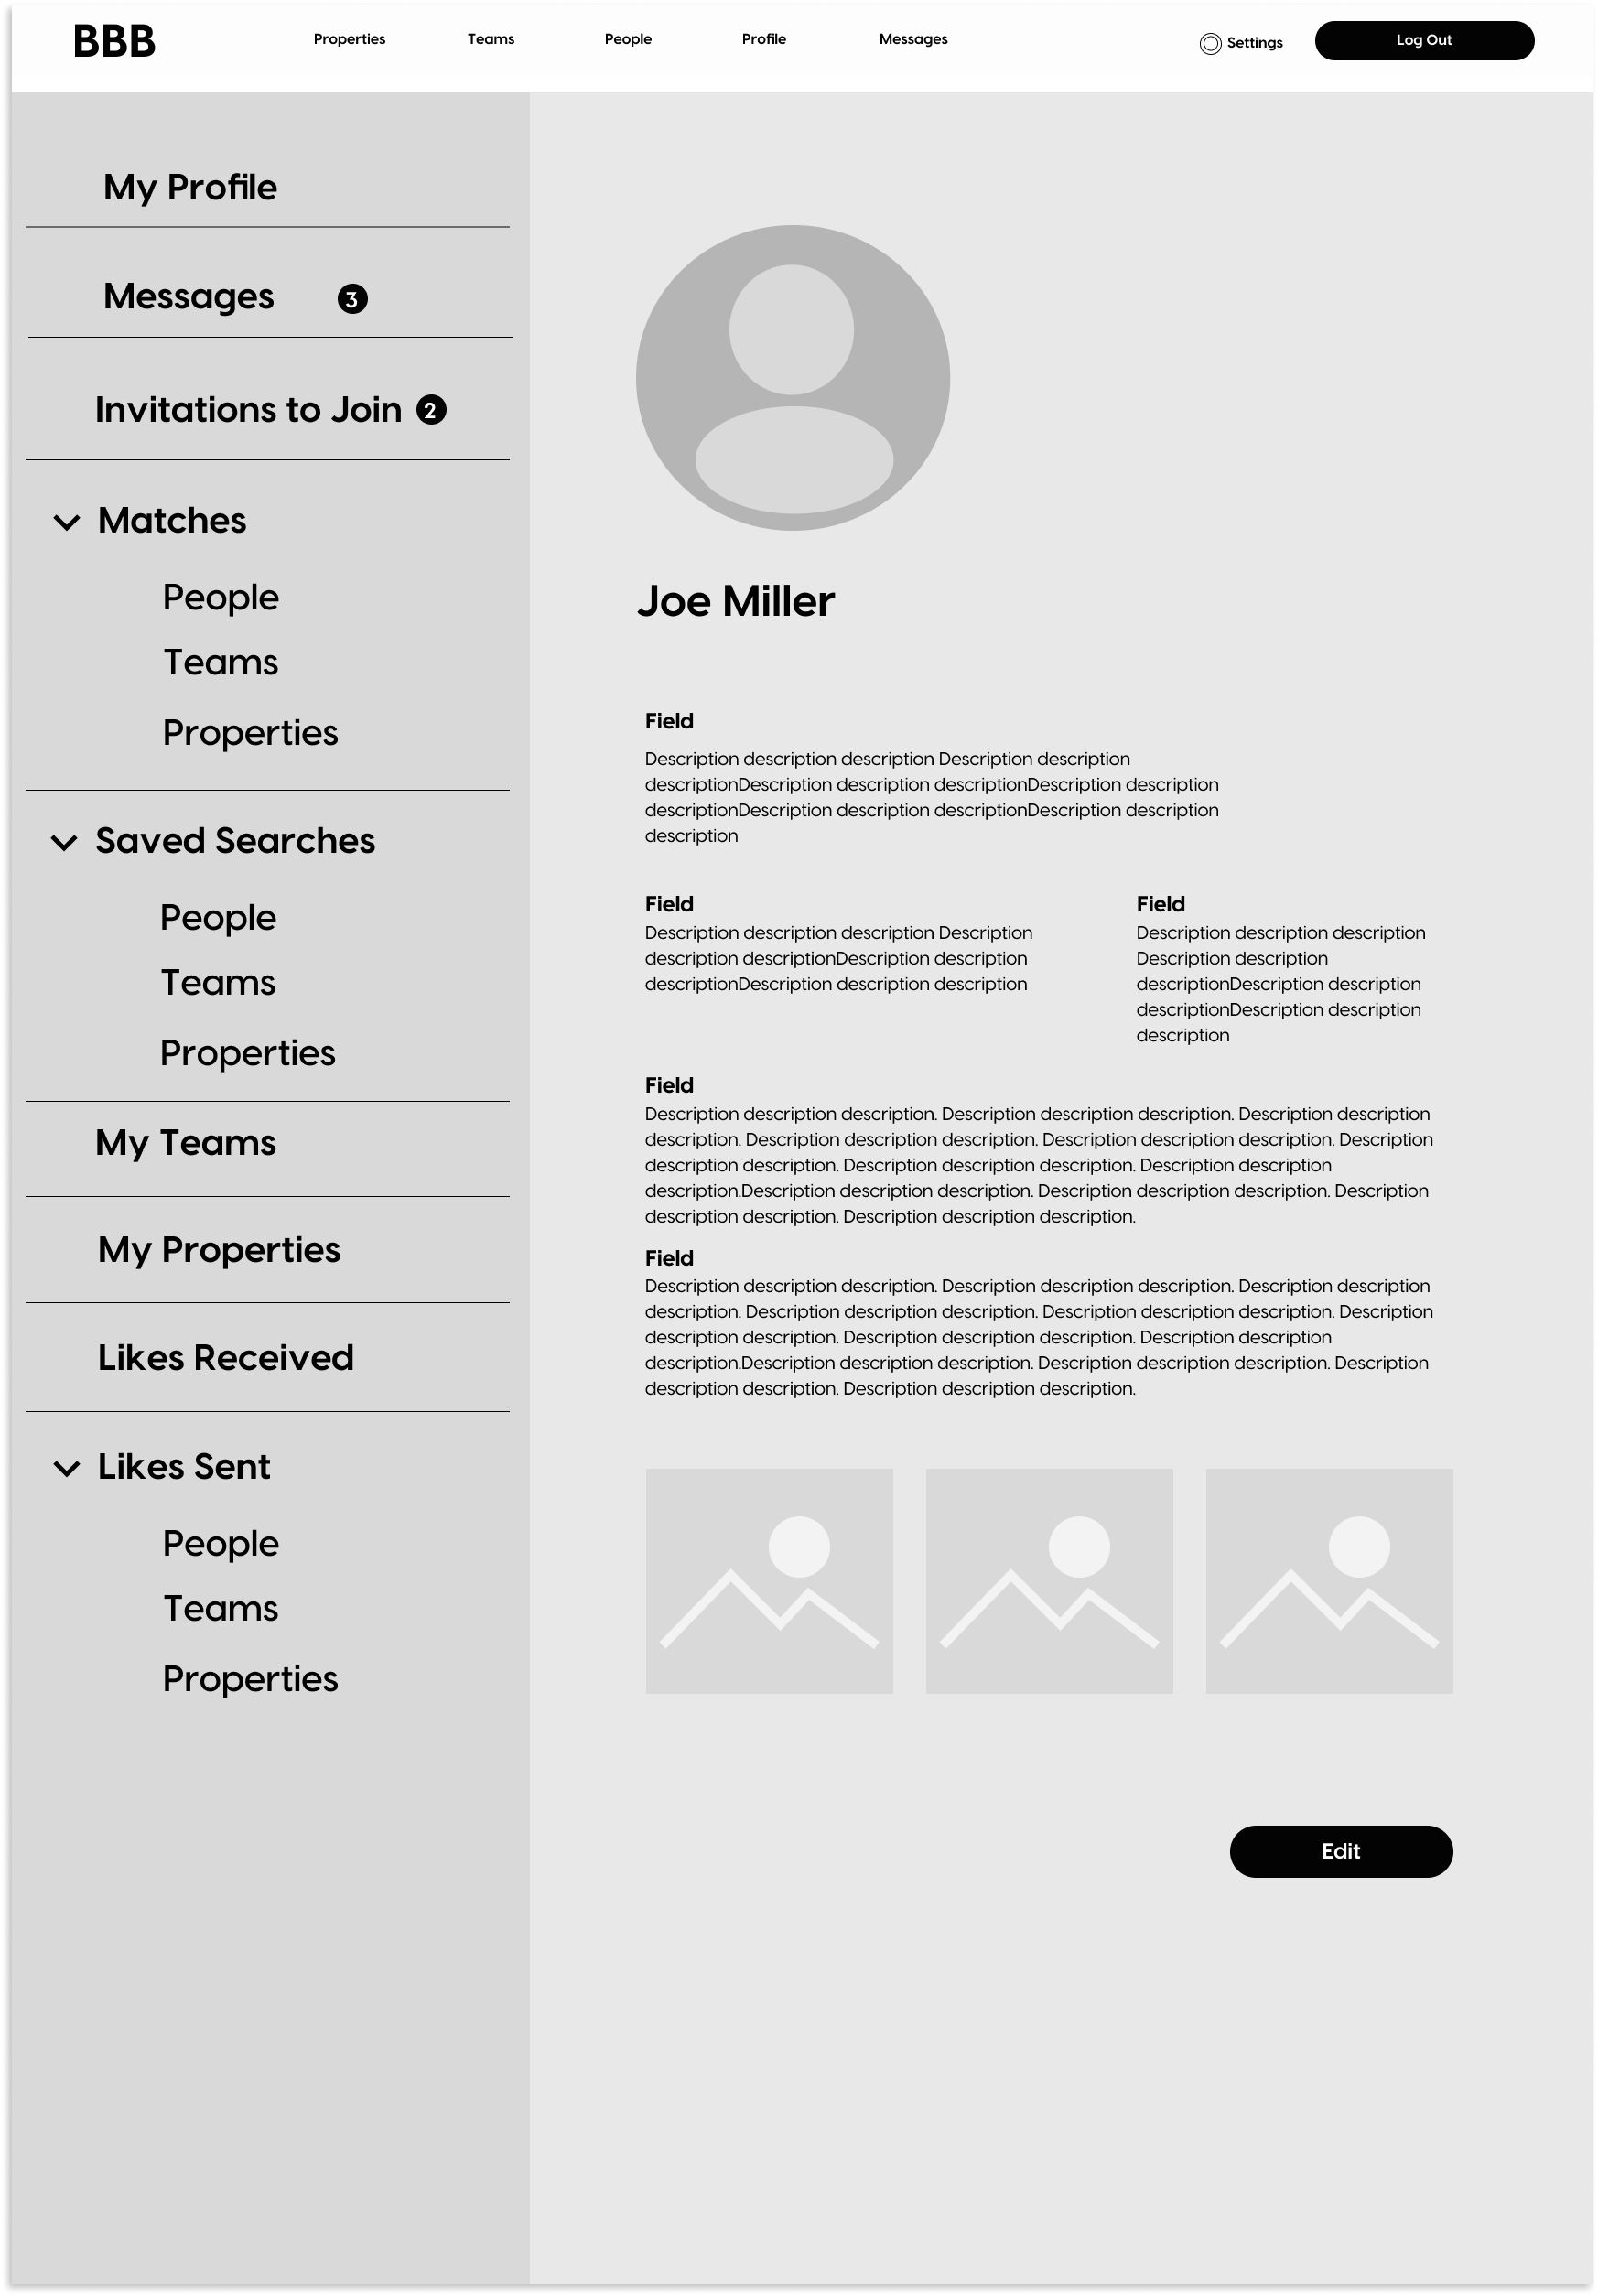 BBB
Properties
Teams
People
Profile
Messages
Settings
Log Out
My Profile
Messages 3
Invitations to Join 2
Matches
People
Teams
Properties
Saved Searches
People
Teams
Properties
My Teams
My Properties
Likes Received
Likes Sent
People
Teams
Properties
Joe Miller
Field
Description description description Description description
descriptionDescription description descriptionDescription description
descriptionDescription description descriptionDescription description
description
Field
Description description description Description
description descriptionDescription description
descriptionDescription description description
Field
Description description description
Description description
descriptionDescription description
descriptionDescription description
description
Field
Description description description. Description description description. Description description
description. Description description description. Description description description. Description
description description. Description description description. Description description
description.Description description description. Description description description. Description
description description. Description description description.
Field
Description description description. Description description description. Description description
description. Description description description. Description description description. Description
description description. Description description description. Description description
description.Description description description. Description description description. Description
description description. Description description description.
Edit